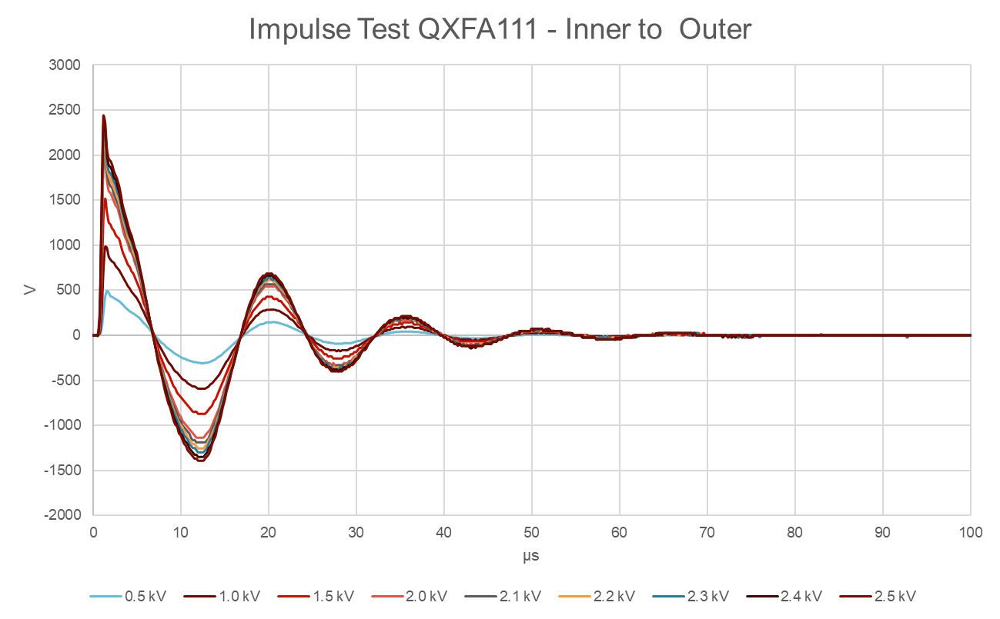 Impulse Test QXFA111 - Inner to  Outer
3000
2500
2000
1500
1000
500
0
-500
-1000
-1500
-2000
V
0 10 20 30 40 50 60 70 80 90 100
µs
0.5 kV 1.0 kV 1.5 kV 2.0 kV 2.1 kV 2.2 kV 2.3 kV 2.4 kV 2.5 kV